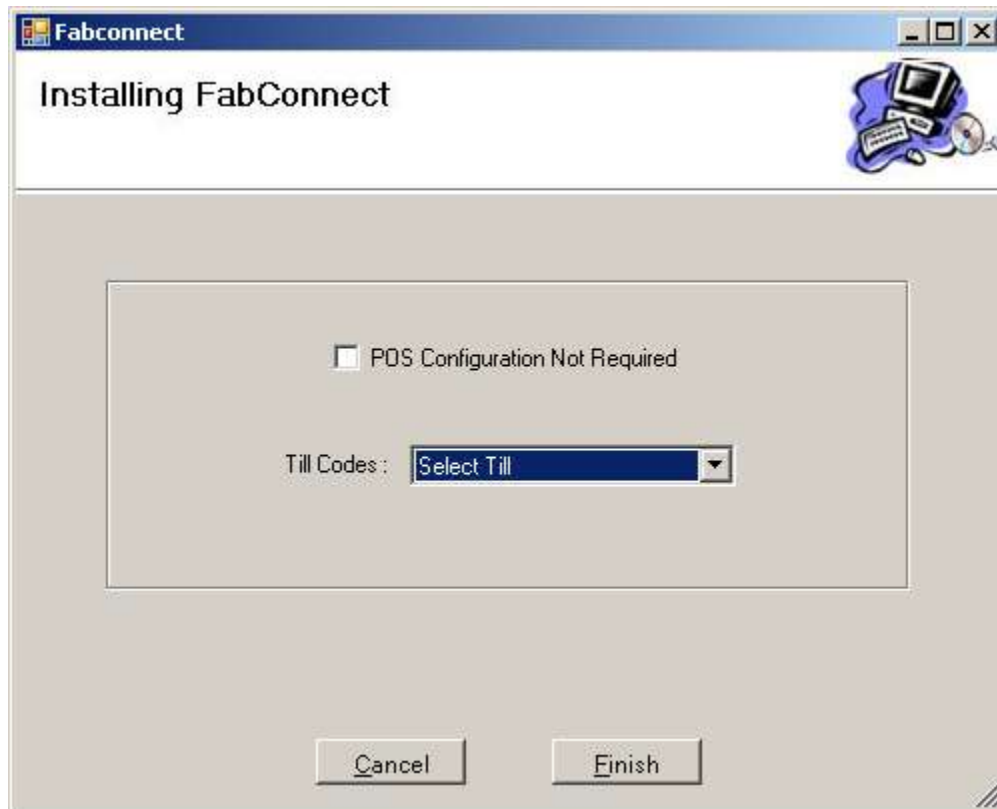 Fabconnect
Installing FabConnect
POS Configuration Not Required
Till Codes :
Select Till
Cancel
Finish